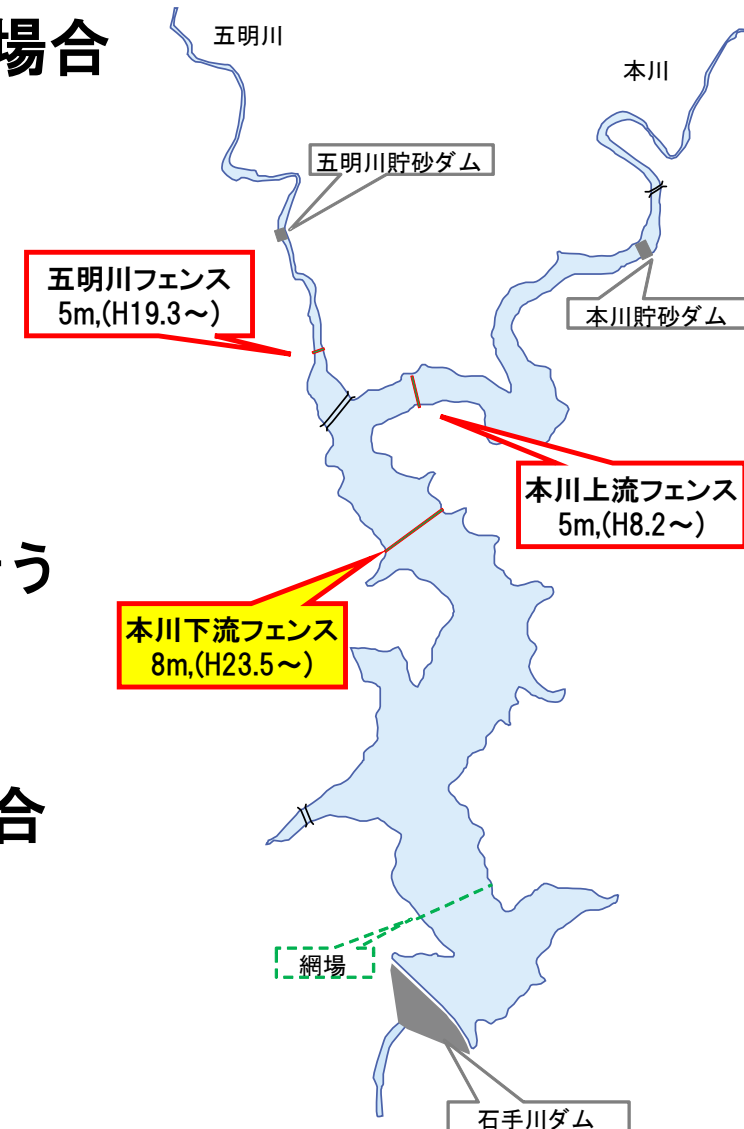 場合
五明川
本川
五明川貯砂ダム
五明川フェンス
5m,(H19.3～)
本川貯砂ダム
本川上流フェンス
5m,(H8.2～)
う
本川下流フェンス
8m,(H23.5～)
合
網場
石手川ダム